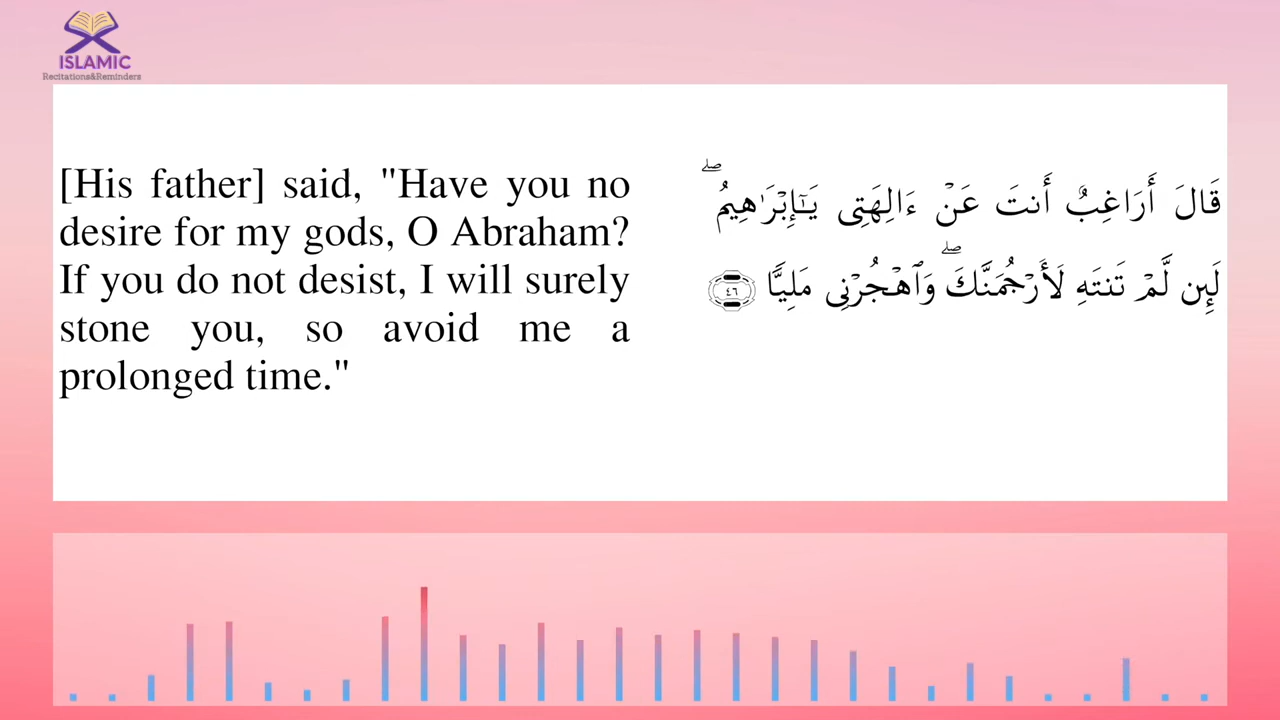 ISLAMIC
Recitations&Reminders
[His father] said, "Have you no
desire for my gods, O Abraham?
If you do not desist, I will surely
stone you, so avoid me a
prolonged time."
قَالَ أَرَاغِبٌ أَنتَ عَنْ ءَالِهَتِى يَـٰٓإِبْرَٰهِيمُ ۖ
لَئِن لَّمْ تَنتَهِ لَأَرْجُمَنَّكَ ۖ وَٱهْجُرْنِى مَلِيًّا ٤٦